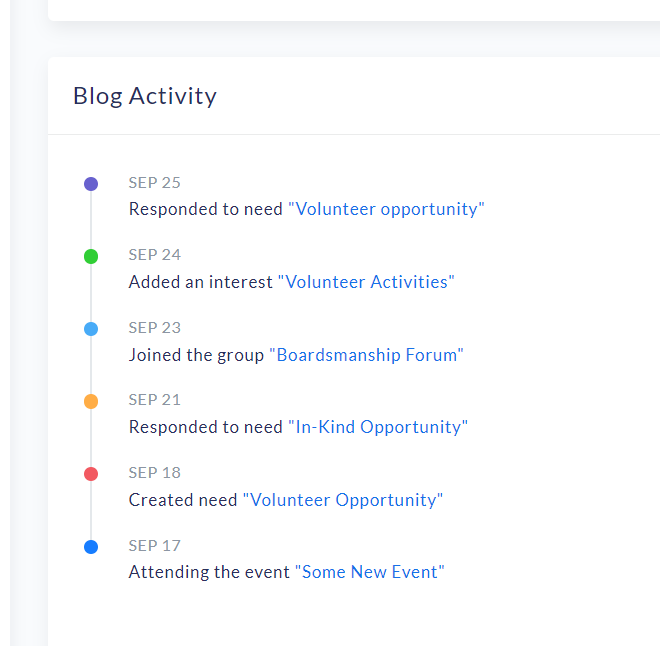 Blog Activity
SEP 25
Responded to need "Volunteer opportunity"
SEP 24
Added an interest "Volunteer Activities"
SEP 23
Joined the group "Boardsmanship Forum"
SEP 21
Responded to need "In-Kind Opportunity"
SEP 18
Created need "Volunteer Opportunity"
SEP 17
Attending the event "Some New Event"